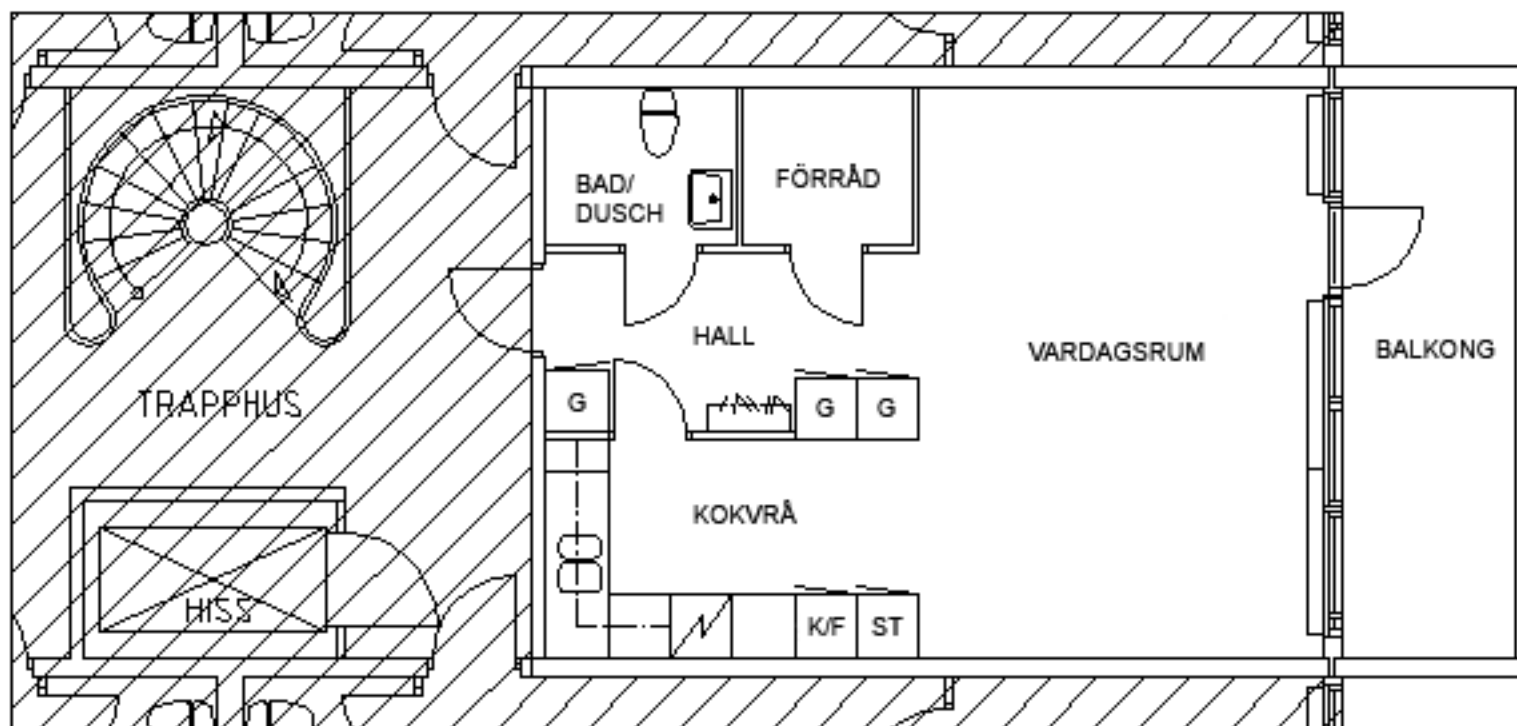 BAD/
DUSCH
FÖRRÅD
HALL
VARDAGSRUM
BALKONG
TRAPPHUS
G
G
G
KOKVRÅ
HISS
K/F
ST